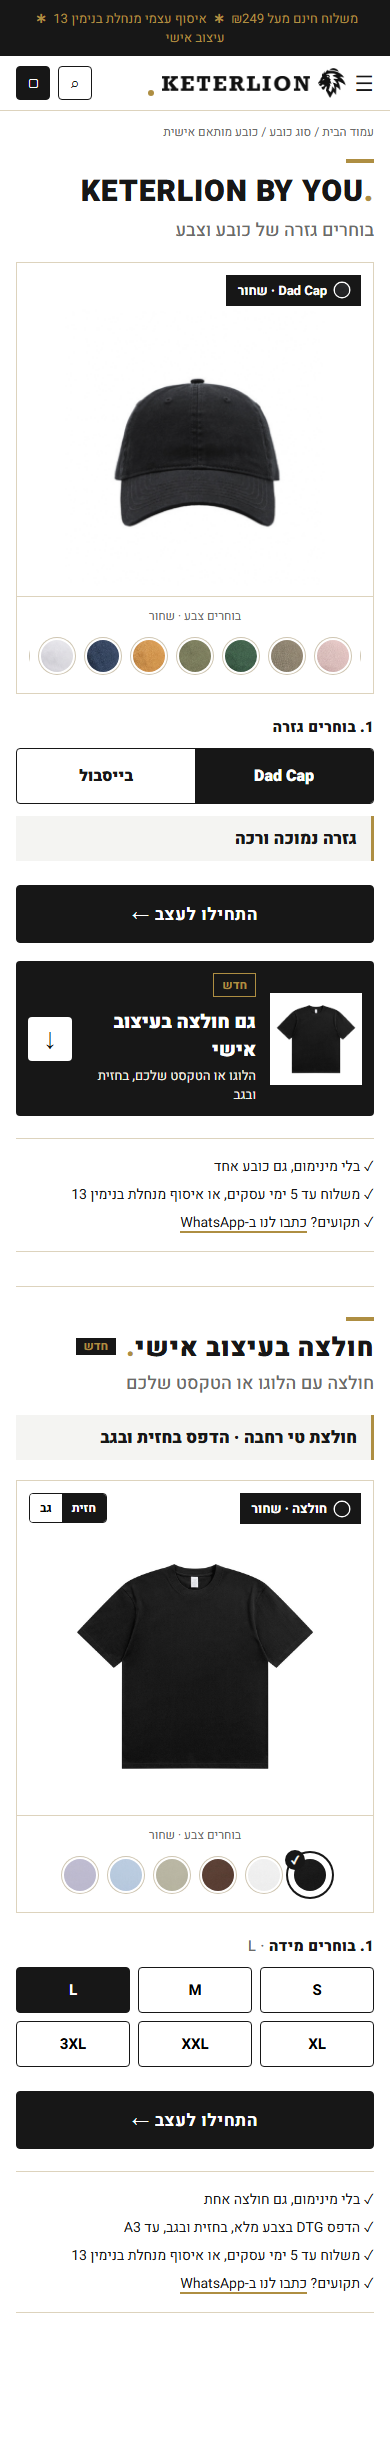 משלוח חינם מעל ₪249 ∗ איסוף עצמי מנחלת בנימין 13 ∗
עיצוב אישי
KETERLION
עמוד הבית / סוג כובע / כובע מותאם אישית
KETERLION BY YOU.
בוחרים גזרה של כובע וצבע
Dad Cap · שחור
בוחרים צבע · שחור
1. בוחרים גזרה
Dad Cap
בייסבול
גזרה נמוכה ורכה
התחילו לעצב ←
חדש
גם חולצה בעיצוב
אישי
הלוגו או הטקסט שלכם, בחזית
ובגב
↓
✓ בלי מינימום, גם כובע אחד
✓ משלוח עד 5 ימי עסקים, או איסוף מנחלת בנימין 13
✓ תקועים? כתבו לנו ב-WhatsApp
חולצה בעיצוב אישי. חדש
חולצה עם הלוגו או הטקסט שלכם
חולצת טי רחבה · הדפס בחזית ובגב
חולצה · שחור
חזית גב
בוחרים צבע · שחור
1. בוחרים מידה · L
S M L
XL XXL 3XL
התחילו לעצב ←
✓ בלי מינימום, גם חולצה אחת
✓ הדפס DTG בצבע מלא, בחזית ובגב, עד A3
✓ משלוח עד 5 ימי עסקים, או איסוף מנחלת בנימין 13
✓ תקועים? כתבו לנו ב-WhatsApp